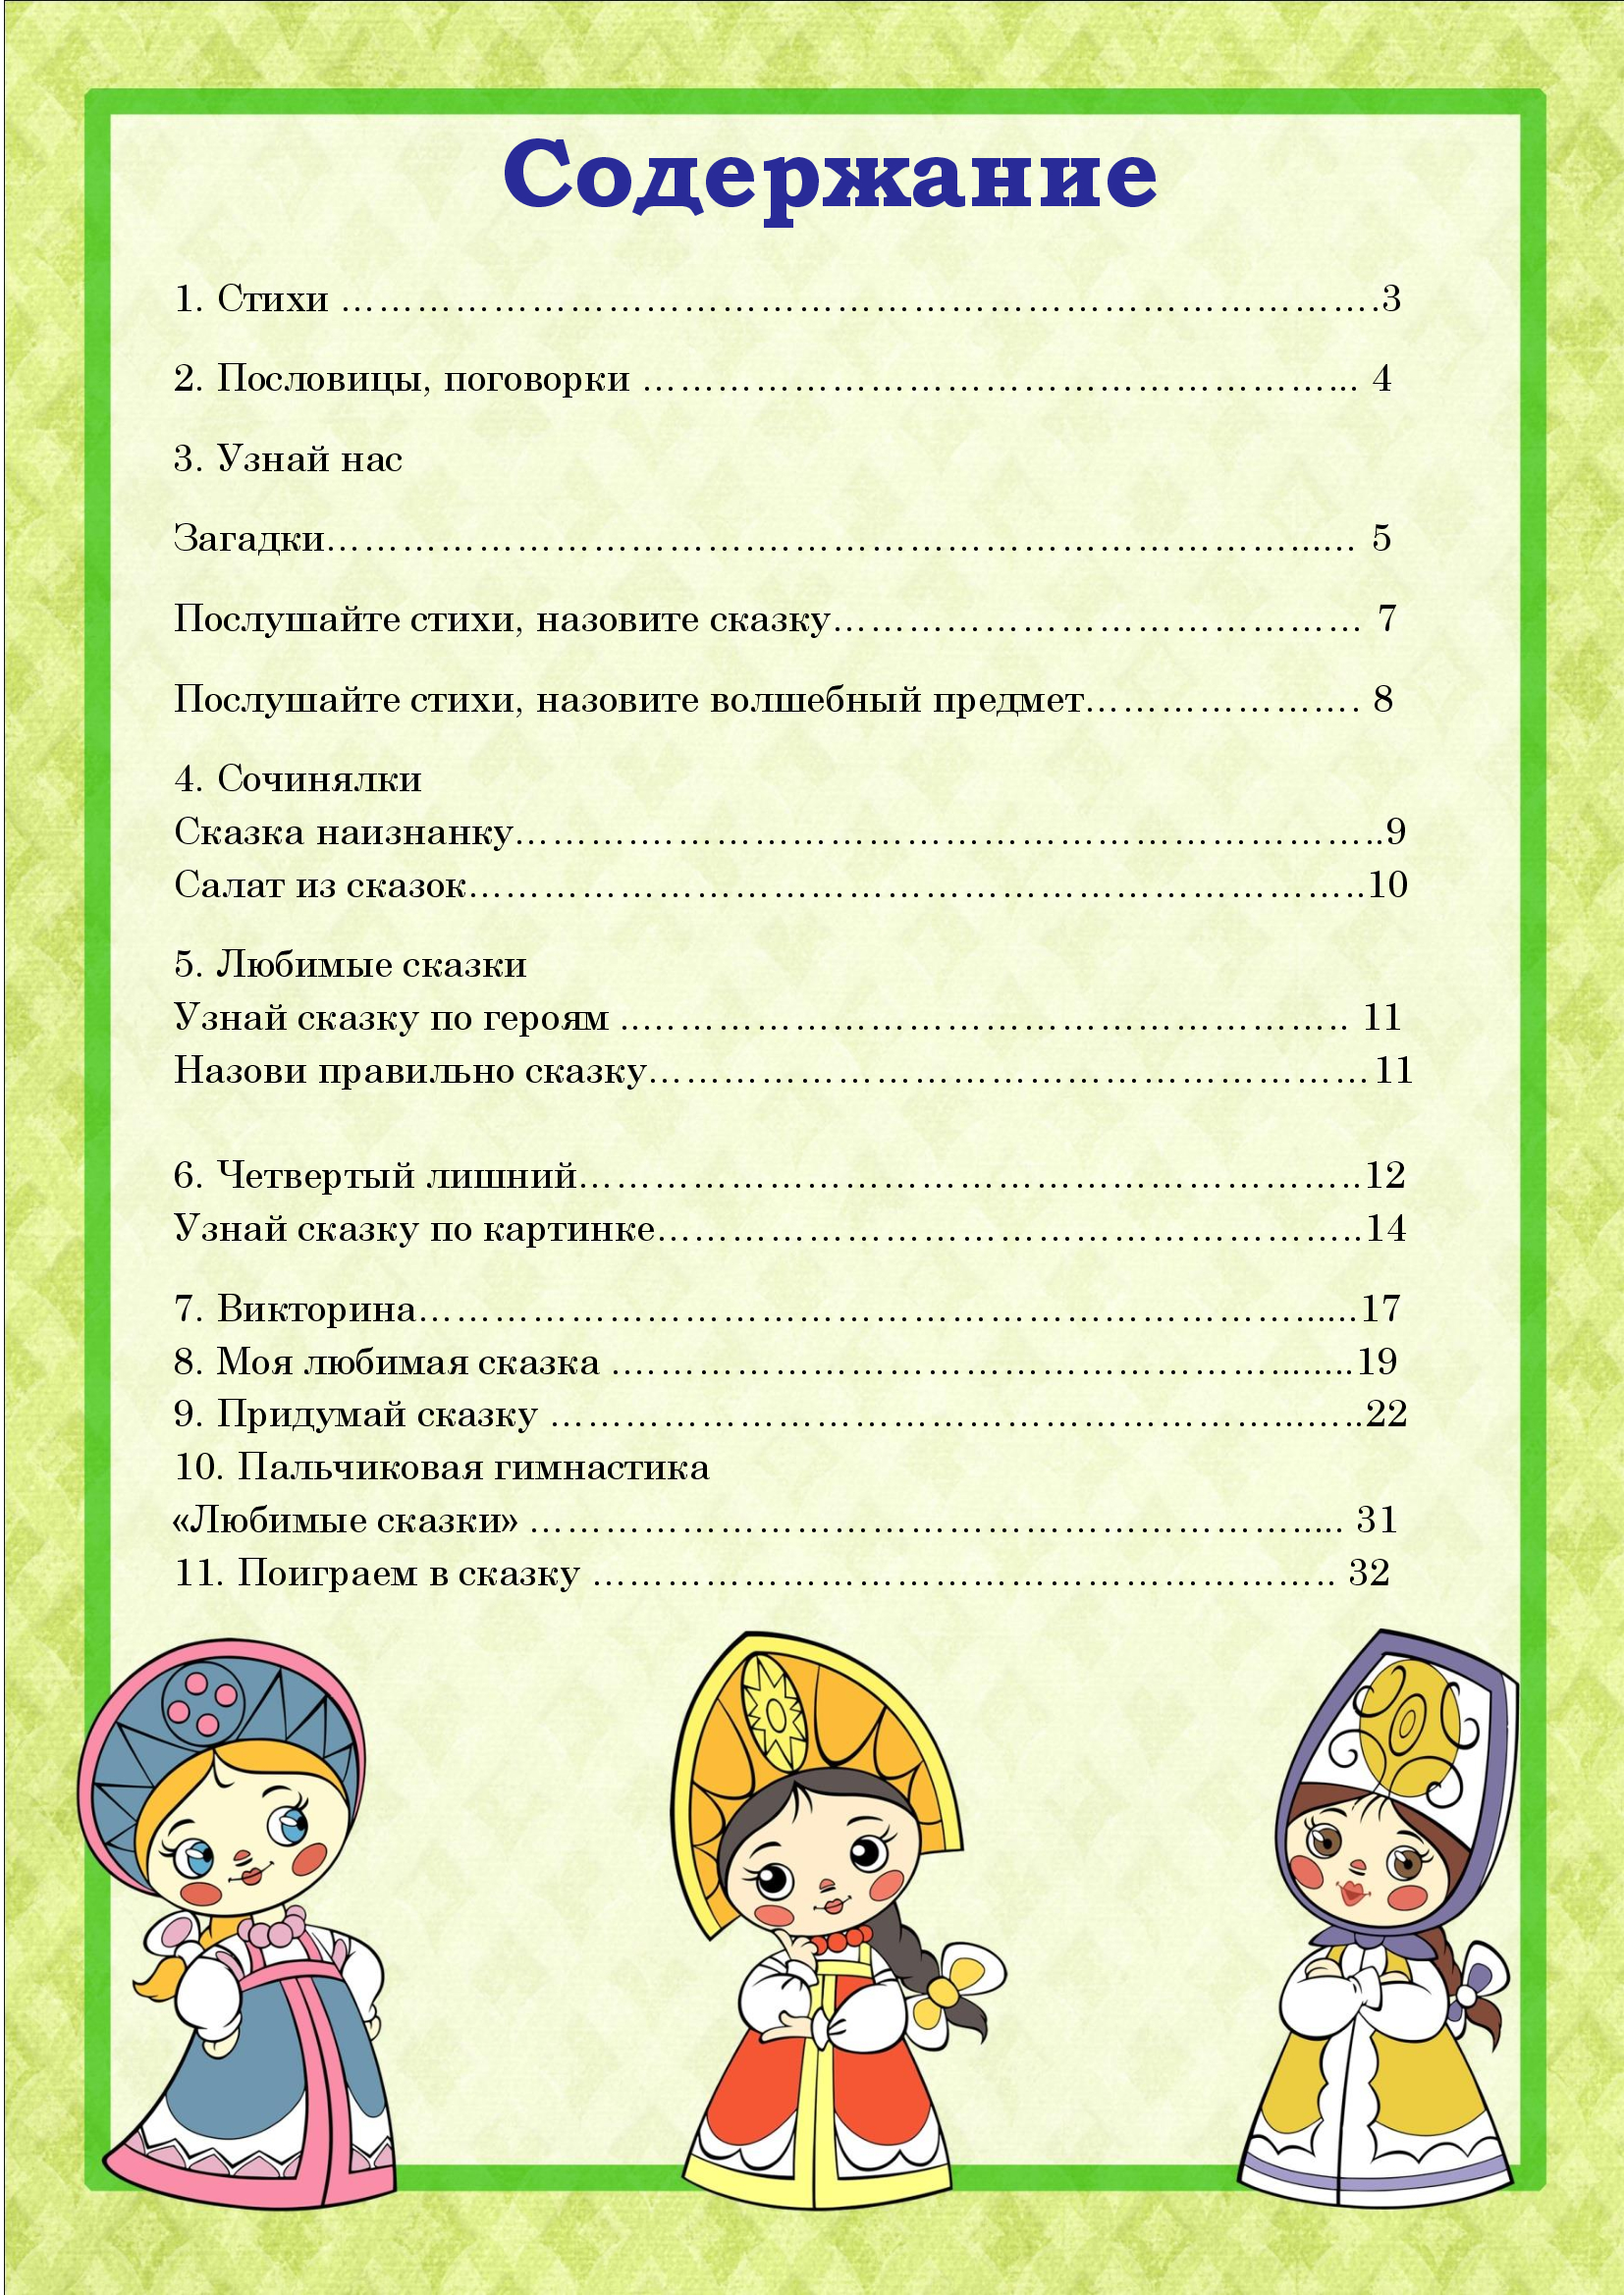 Содержание
1. Стихи ……………………………………………………………………….3
2. Пословицы, поговорки ……………………………………………….. 4
3. Узнай нас
Загадки……………………………………………………………………...… 5
Послушайте стихи, назовите сказку…………………………………… 7
Послушайте стихи, назовите волшебный предмет…………………. 8
4. Сочинялки
Сказка наизнанку…………………………………………………………..9
Салат из сказок……………………………………………………………..10
5. Любимые сказки
Узнай сказку по героям ………………………………………………….. 11
Назови правильно сказку…………………………………………………11
6. Четвертый лишний……………………………………………………..12
Узнай сказку по картинке………………………………………………..14
7. Викторина……………………………………………………………......17
8. Моя любимая сказка ……………………………………………….......19
9. Придумай сказку …………………………………………………...…..22
10. Пальчиковая гимнастика
«Любимые сказки» ……………………………………………………..... 31
11. Поиграем в сказку ………………………………………………….. 32